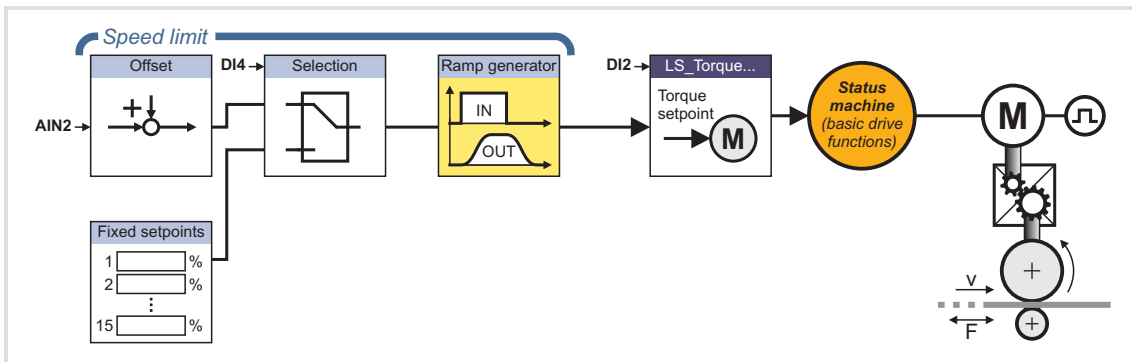 Speed limit
Offset
DI4
Selection
Ramp generator
DI2
LS_Torque...
+
AIN2
IN
OUT
Torque
setpoint
M
Status
machine
(basic drive
functions)
M
Fixed setpoints
1 %
2 %
⋮
15 %
+
v
F
+